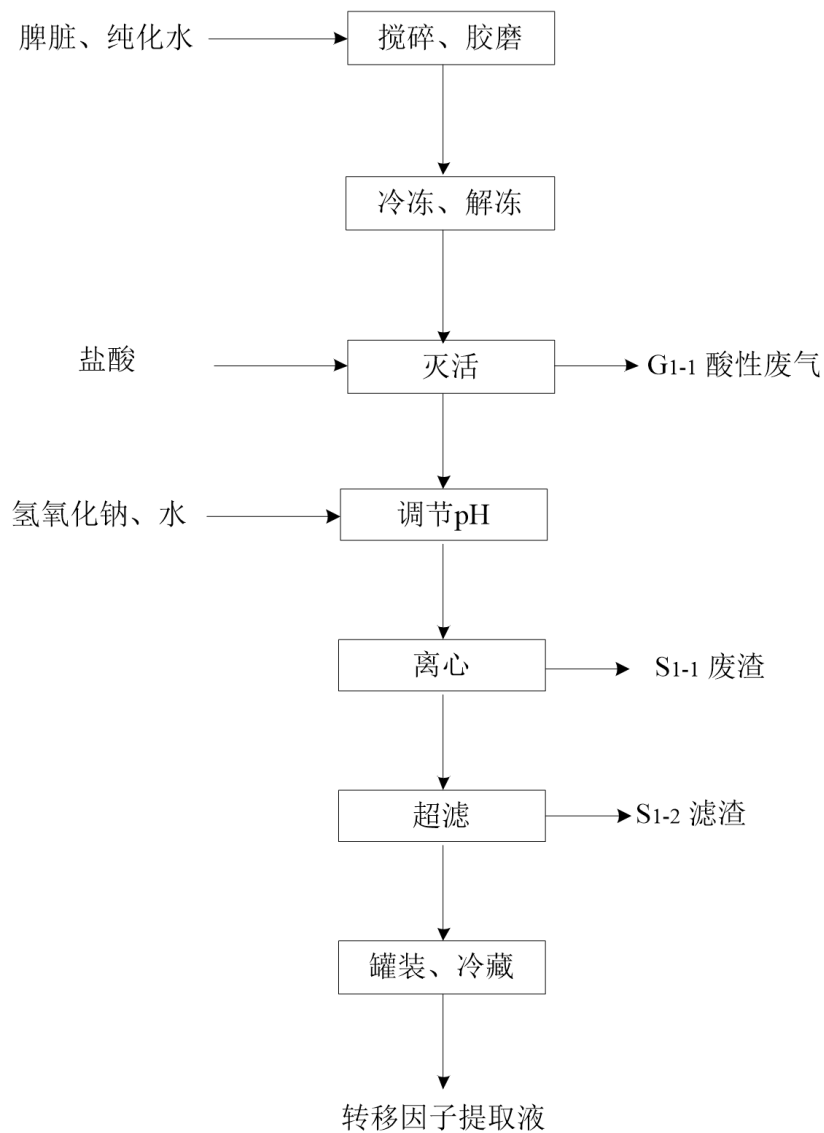 脾脏、纯化水
搅碎、胶磨
冷冻、解冻
盐酸
灭活
G1-1 酸性废气
氢氧化钠、水
调节pH
离心
S1-1 废渣
超滤
S1-2 滤渣
罐装、冷藏
转移因子提取液